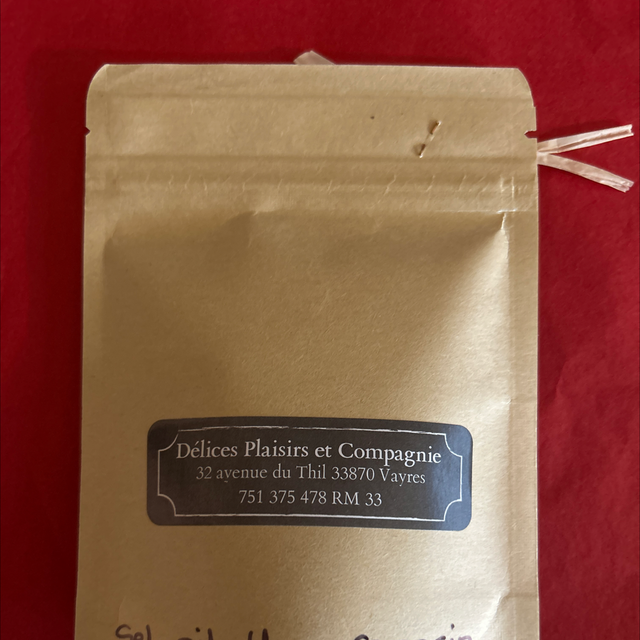 Délices Plaisirs et Compagnie
32 avenue du Thil 33870 Vayres
751 375 478 RM 33